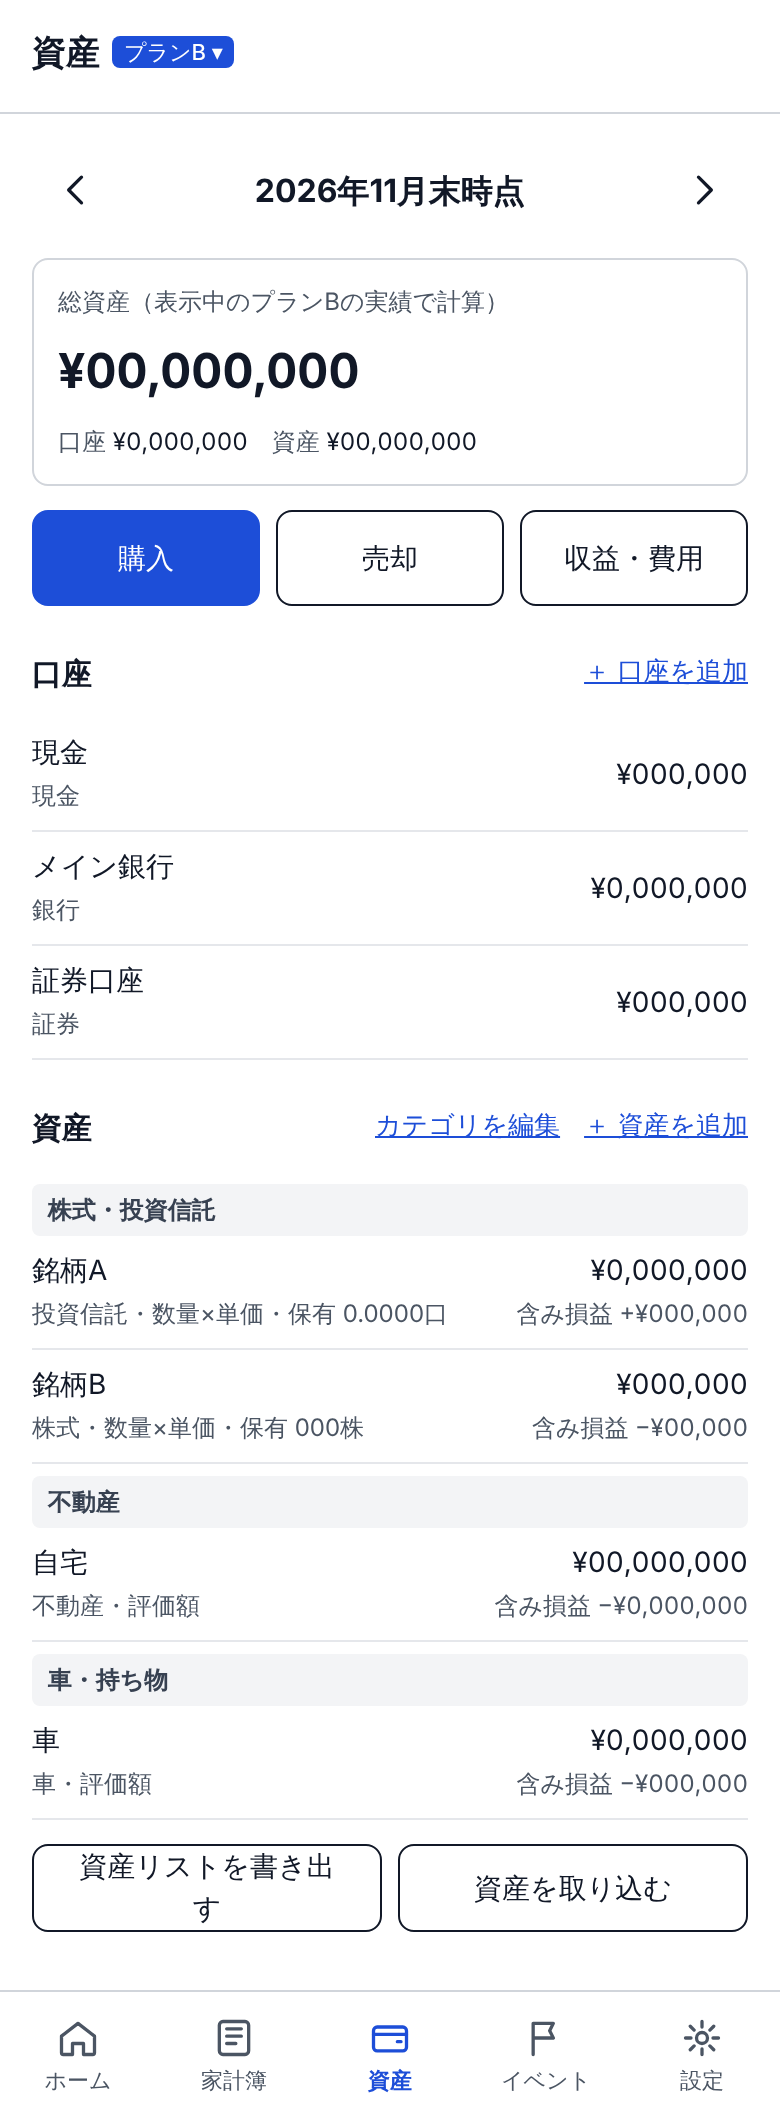 資産 プランB ▾
2026年11月末時点
総資産（表示中のプランBの実績で計算）
¥00,000,000
口座 ¥0,000,000 資産 ¥00,000,000
購入 売却 収益・費用
口座 ＋ 口座を追加
現金 ¥000,000
現金
メイン銀行 ¥0,000,000
銀行
証券口座 ¥000,000
証券
資産 カテゴリを編集 ＋ 資産を追加
株式・投資信託
銘柄A ¥0,000,000
投資信託・数量×単価・保有 0.0000口 含み損益 +¥000,000
銘柄B ¥000,000
株式・数量×単価・保有 000株 含み損益 −¥00,000
不動産
自宅 ¥00,000,000
不動産・評価額 含み損益 −¥0,000,000
車・持ち物
車 ¥0,000,000
車・評価額 含み損益 −¥000,000
資産リストを書き出
す
資産を取り込む
ホーム 家計簿 資産 イベント 設定